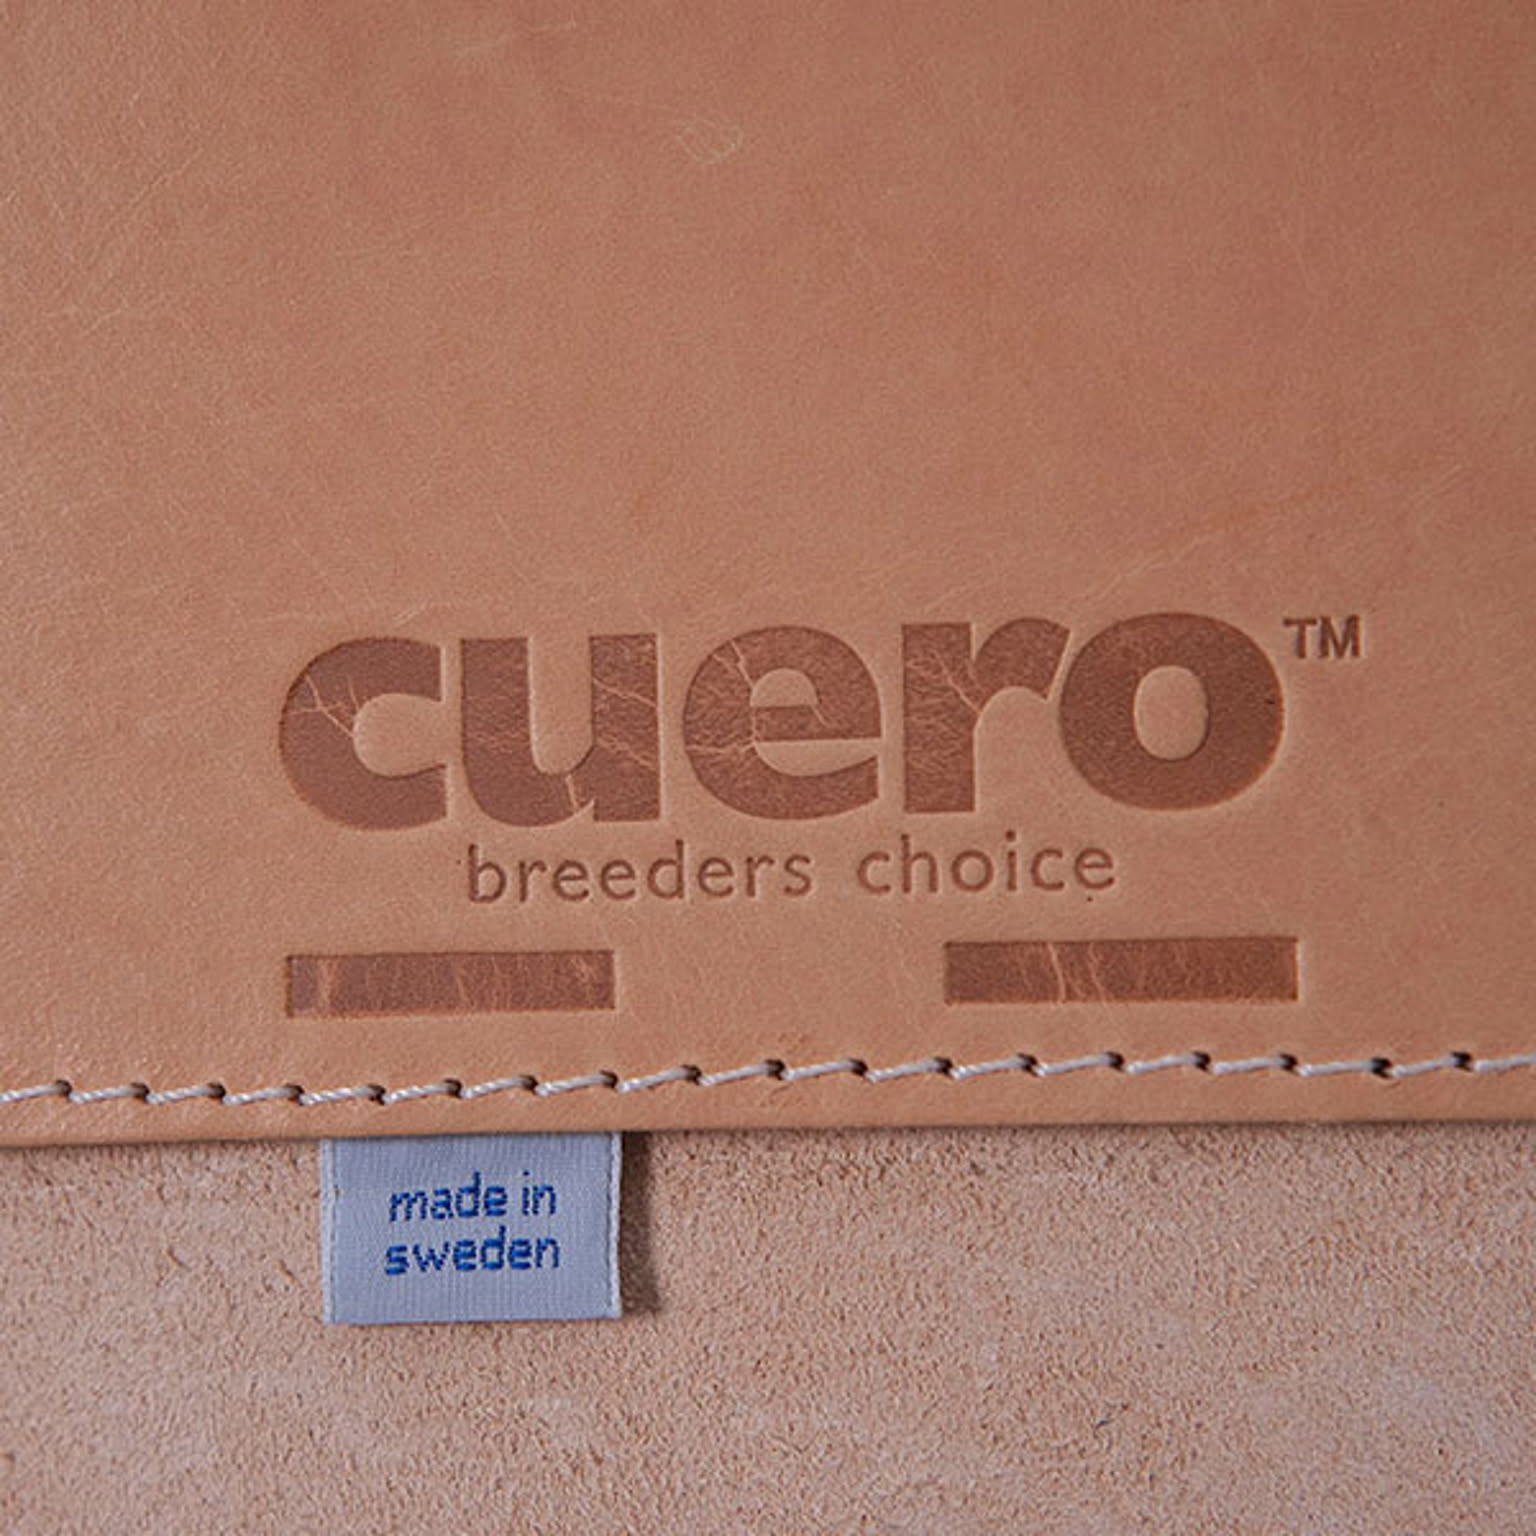 cuero™
breeders choice
made in
sweden